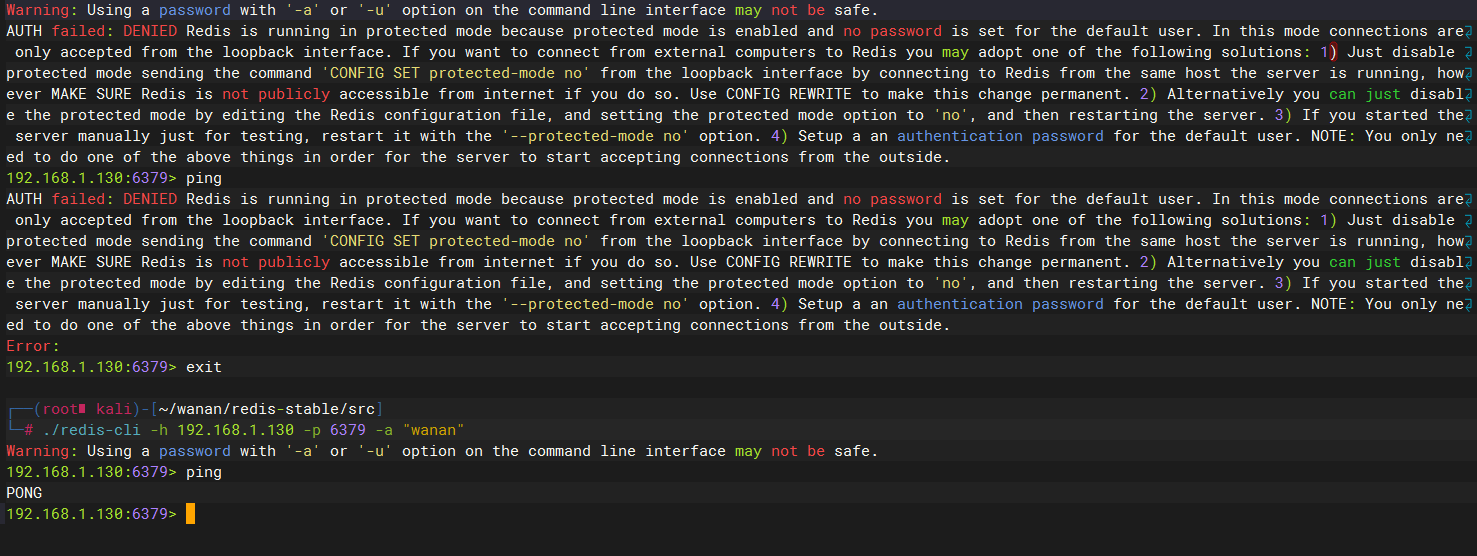 Warning: Using a password with '-a' or '-u' option on the command line interface may not be safe.
AUTH failed: DENIED Redis is running in protected mode because protected mode is enabled and no password is set for the default user. In this mode connections are
 only accepted from the loopback interface. If you want to connect from external computers to Redis you may adopt one of the following solutions: 1) Just disable
protected mode sending the command 'CONFIG SET protected-mode no' from the loopback interface by connecting to Redis from the same host the server is running, how
ever MAKE SURE Redis is not publicly accessible from internet if you do so. Use CONFIG REWRITE to make this change permanent. 2) Alternatively you can just disabl
e the protected mode by editing the Redis configuration file, and setting the protected mode option to 'no', and then restarting the server. 3) If you started the
 server manually just for testing, restart it with the '--protected-mode no' option. 4) Setup a an authentication password for the default user. NOTE: You only ne
ed to do one of the above things in order for the server to start accepting connections from the outside.
192.168.1.130:6379> ping
AUTH failed: DENIED Redis is running in protected mode because protected mode is enabled and no password is set for the default user. In this mode connections are
 only accepted from the loopback interface. If you want to connect from external computers to Redis you may adopt one of the following solutions: 1) Just disable
protected mode sending the command 'CONFIG SET protected-mode no' from the loopback interface by connecting to Redis from the same host the server is running, how
ever MAKE SURE Redis is not publicly accessible from internet if you do so. Use CONFIG REWRITE to make this change permanent. 2) Alternatively you can just disabl
e the protected mode by editing the Redis configuration file, and setting the protected mode option to 'no', and then restarting the server. 3) If you started the
 server manually just for testing, restart it with the '--protected-mode no' option. 4) Setup a an authentication password for the default user. NOTE: You only ne
ed to do one of the above things in order for the server to start accepting connections from the outside.
Error:
192.168.1.130:6379> exit
┌──(root kali)-[~/wanan/redis-stable/src]
└─# ./redis-cli -h 192.168.1.130 -p 6379 -a "wanan"
Warning: Using a password with '-a' or '-u' option on the command line interface may not be safe.
192.168.1.130:6379> ping
PONG
192.168.1.130:6379>